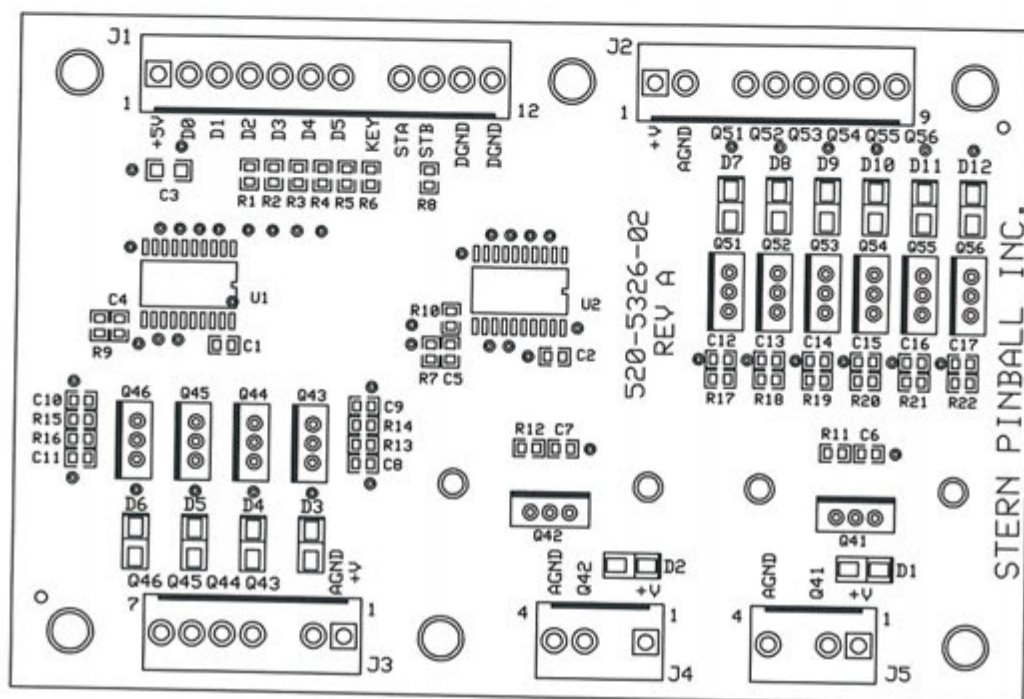 J1
1
12
+5V
D0
D1
D2
D3
D4
D5
KEY
STA
STB
DGND
DGND
J2
1
9
+V
AGND
Q51 Q52 Q53 Q54 Q55 Q56
D7 D8 D9 D10 D11 D12
C3
R1 R2 R3 R4 R5 R6 R8
Q51 Q52 Q53 Q54 Q55 Q56
U1
U2
C4
R9
C1
R10
R7 C5
C2
520-5326-02
REV A
C12 C13 C14 C15 C16 C17
R17 R18 R19 R20 R21 R22
STERN PINBALL INC.
Q46 Q45 Q44 Q43
C10
R15
R16
C11
C9
R14
R13
C8
R12 C7
R11 C6
D6 D5 D4 D3
Q42
Q41
Q46 Q45 Q44 Q43
AGND
+V
7
1
J3
AGND
Q42
D2
+V
4
1
J4
AGND
Q41
D1
+V
4
1
J5